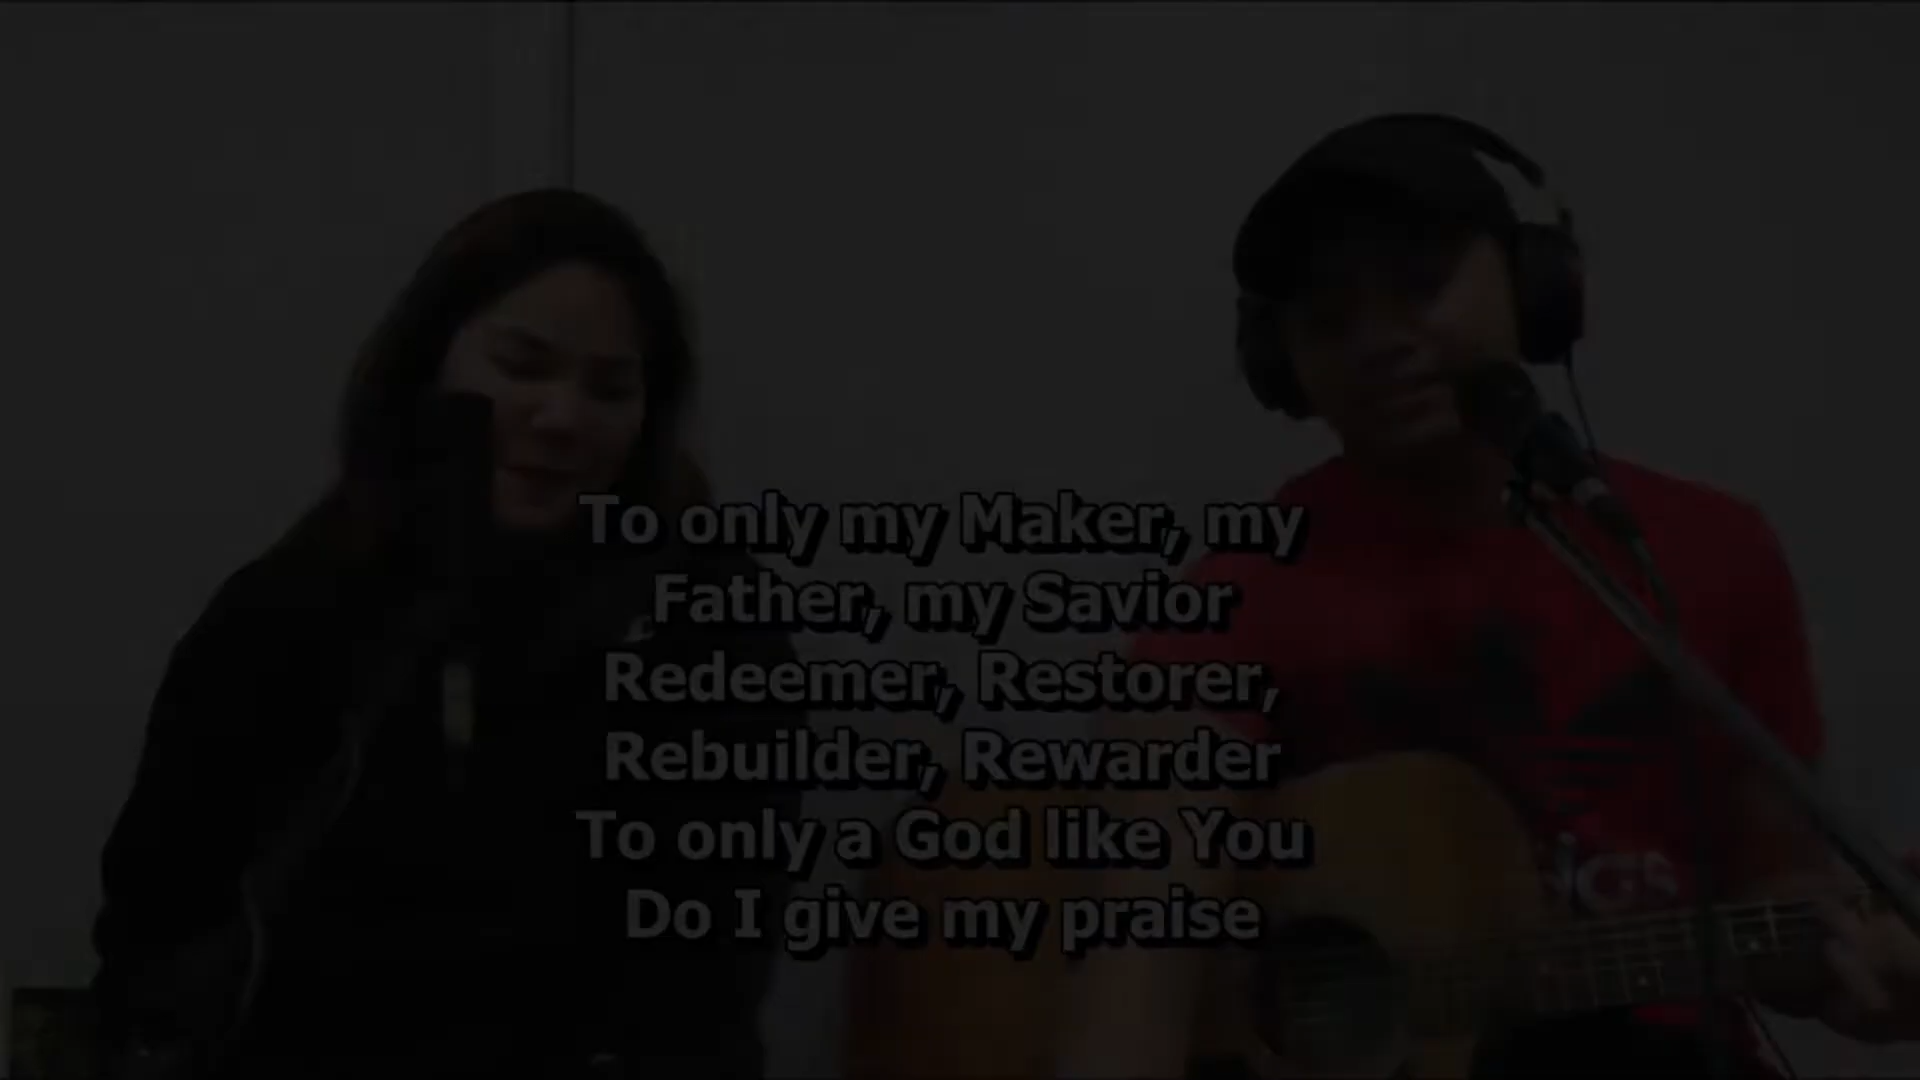 To only my Maker, my
Father, my Savior
Redeemer, Restorer,
Rebuilder, Rewarder
To only a God like You
Do I give my praise